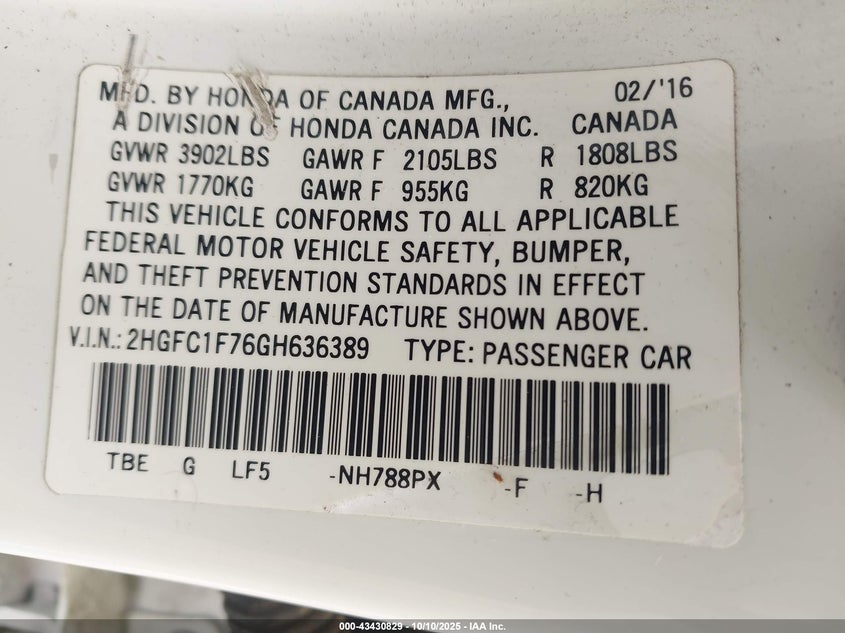 MFD. BY HONDA OF CANADA MFG., 02/'16
A DIVISION OF HONDA CANADA INC. CANADA
GVWR 3902LBS GAWR F 2105LBS R 1808LBS
GVWR 1770KG GAWR F 955KG R 820KG
THIS VEHICLE CONFORMS TO ALL APPLICABLE
FEDERAL MOTOR VEHICLE SAFETY, BUMPER,
AND THEFT PREVENTION STANDARDS IN EFFECT
ON THE DATE OF MANUFACTURE SHOWN ABOVE.
V.I.N.: 2HGFC1F76GH636389 TYPE: PASSENGER CAR
TBE G LF5 -NH788PX -F -H
000-43430829 - 10/10/2025 - IAA Inc.